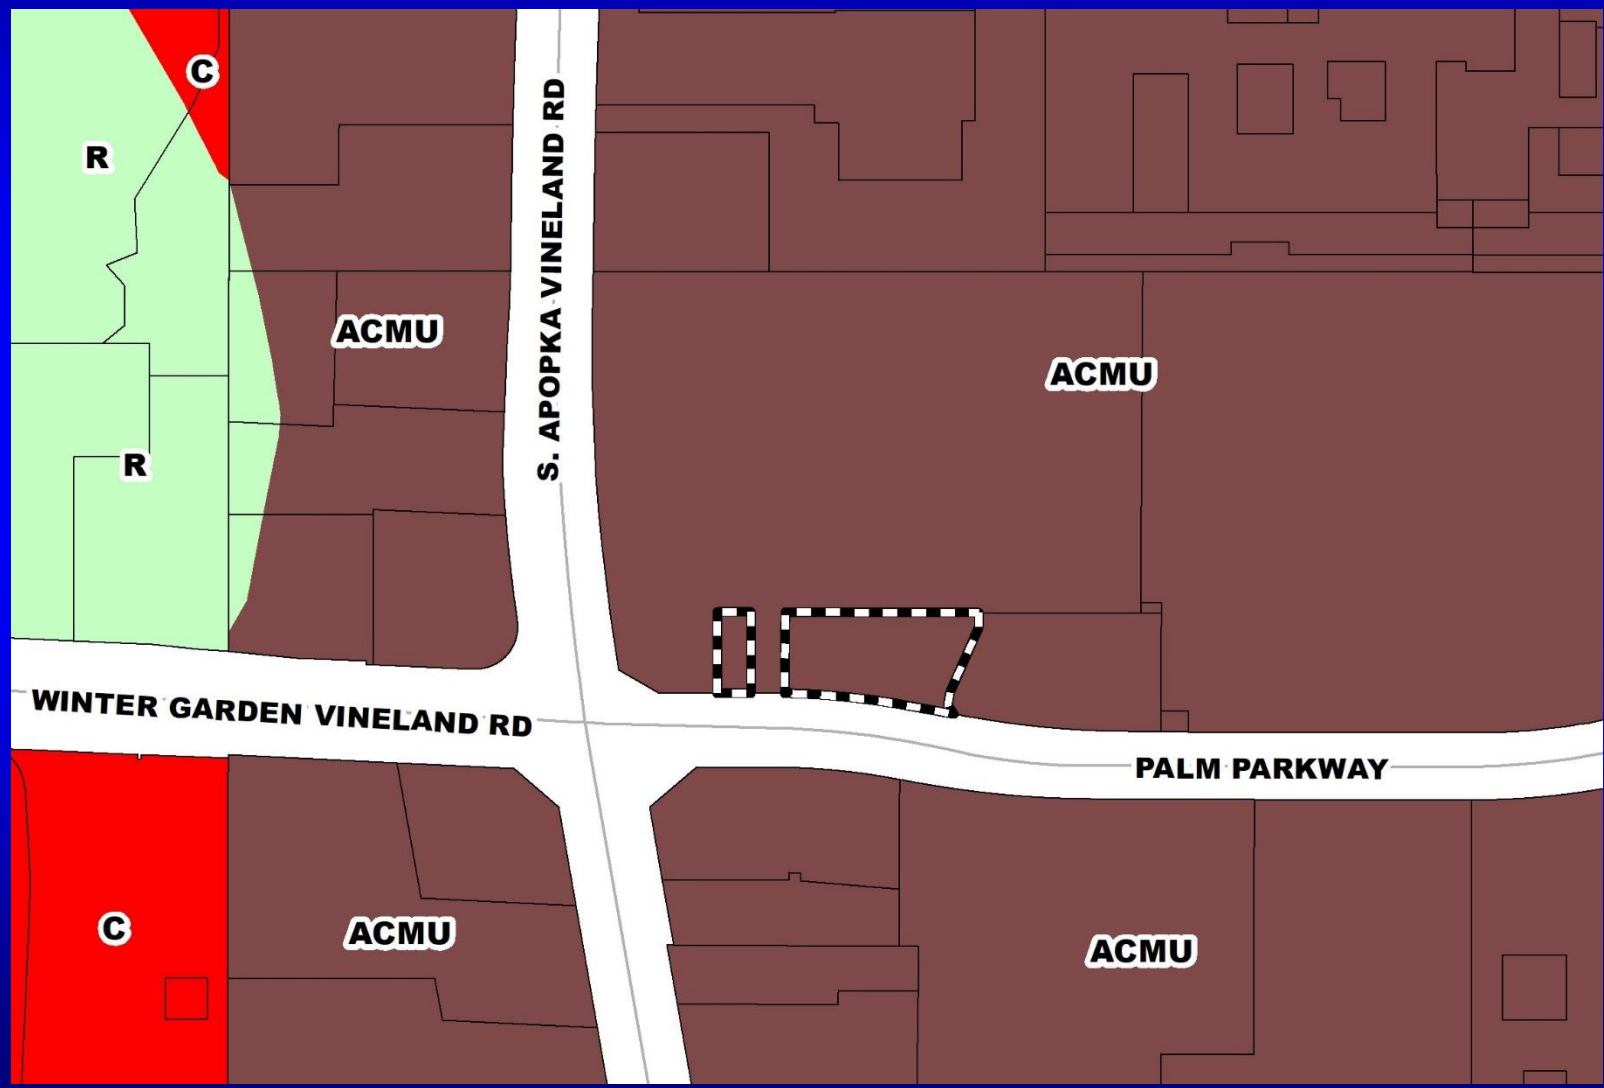 C
R
S. APOPKA-VINELAND RD
ACMU
ACMU
R
WINTER GARDEN VINELAND RD
PALM PARKWAY
C
ACMU
ACMU